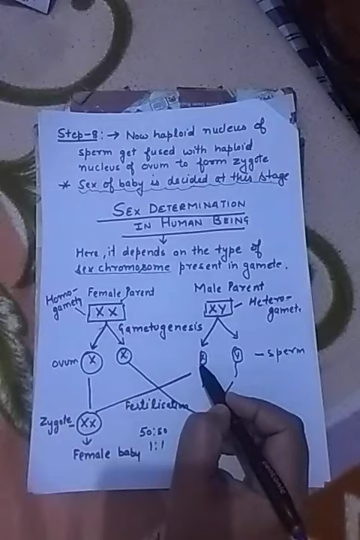 Step-8: → Now haploid nucleus of
sperm get fused with haploid
nucleus of ovum to form zygote
* Sex of baby is decided at this stage
SEX DETERMINATION
IN HUMAN BEING
↓
Here, it depends on the type of
sex chromosome present in gamete.
Female Parent Male Parent
Homo-
gametic XX XY Hetero-
gametic
Gametogenesis
ovum X X X Y - sperm
Fertilisation
Zygote XX
50:50
1:1
Female baby